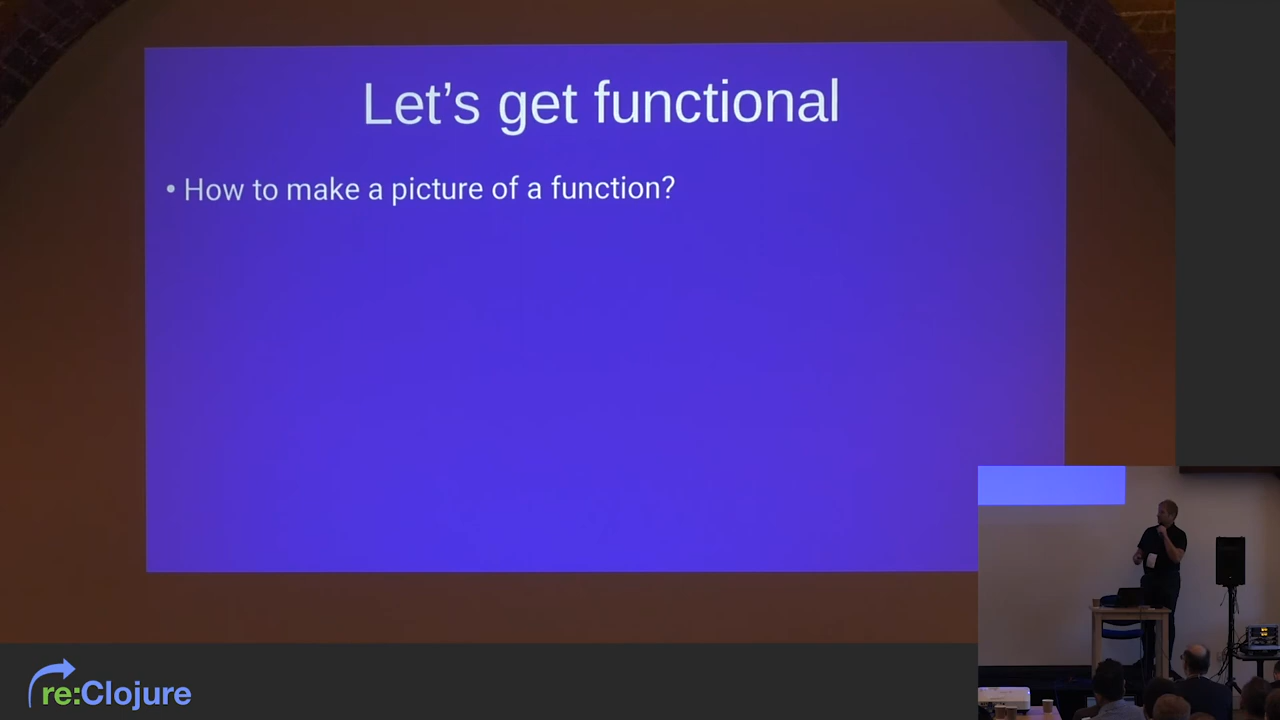 Let’s get functional
• How to make a picture of a function?
re:Clojure